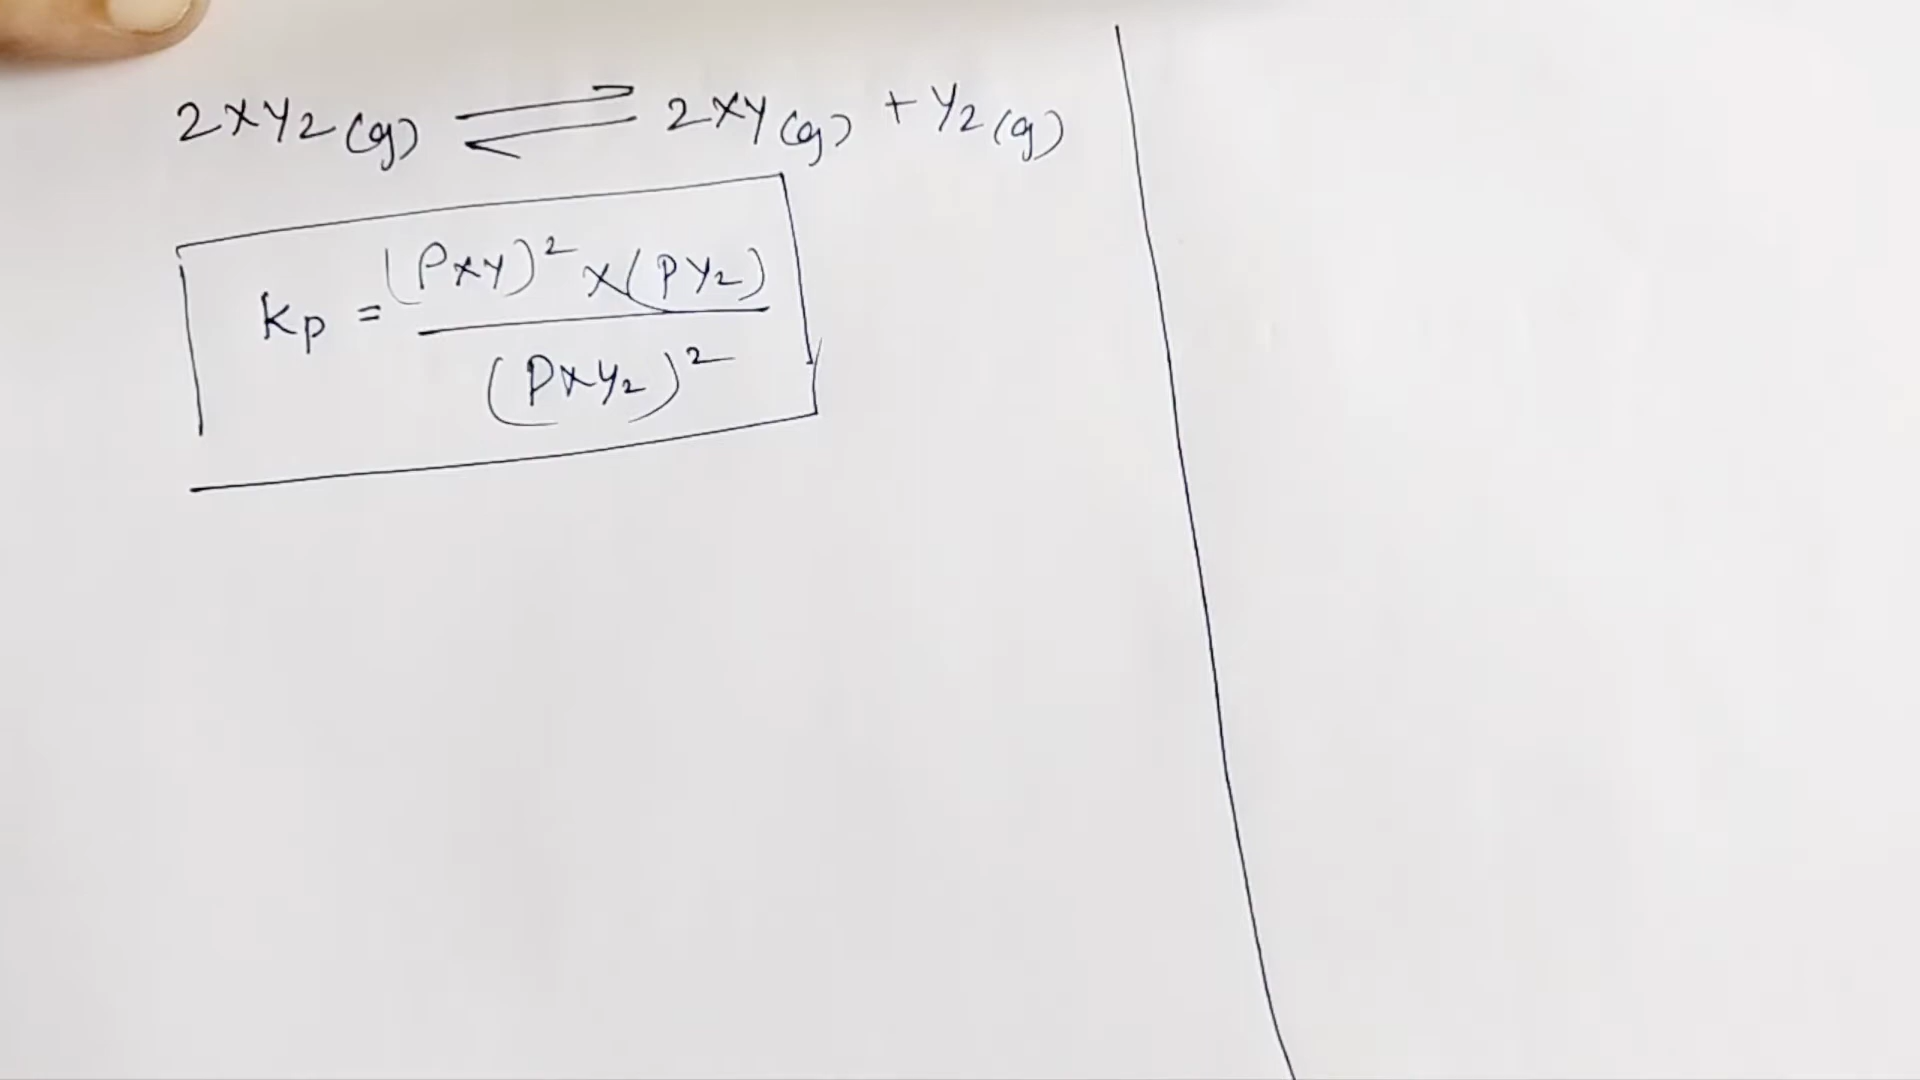 2XY2(g) ⇌ 2XY(g) + Y2(g)
Kp = (PXY)² × (PY2)
(PXY2)²